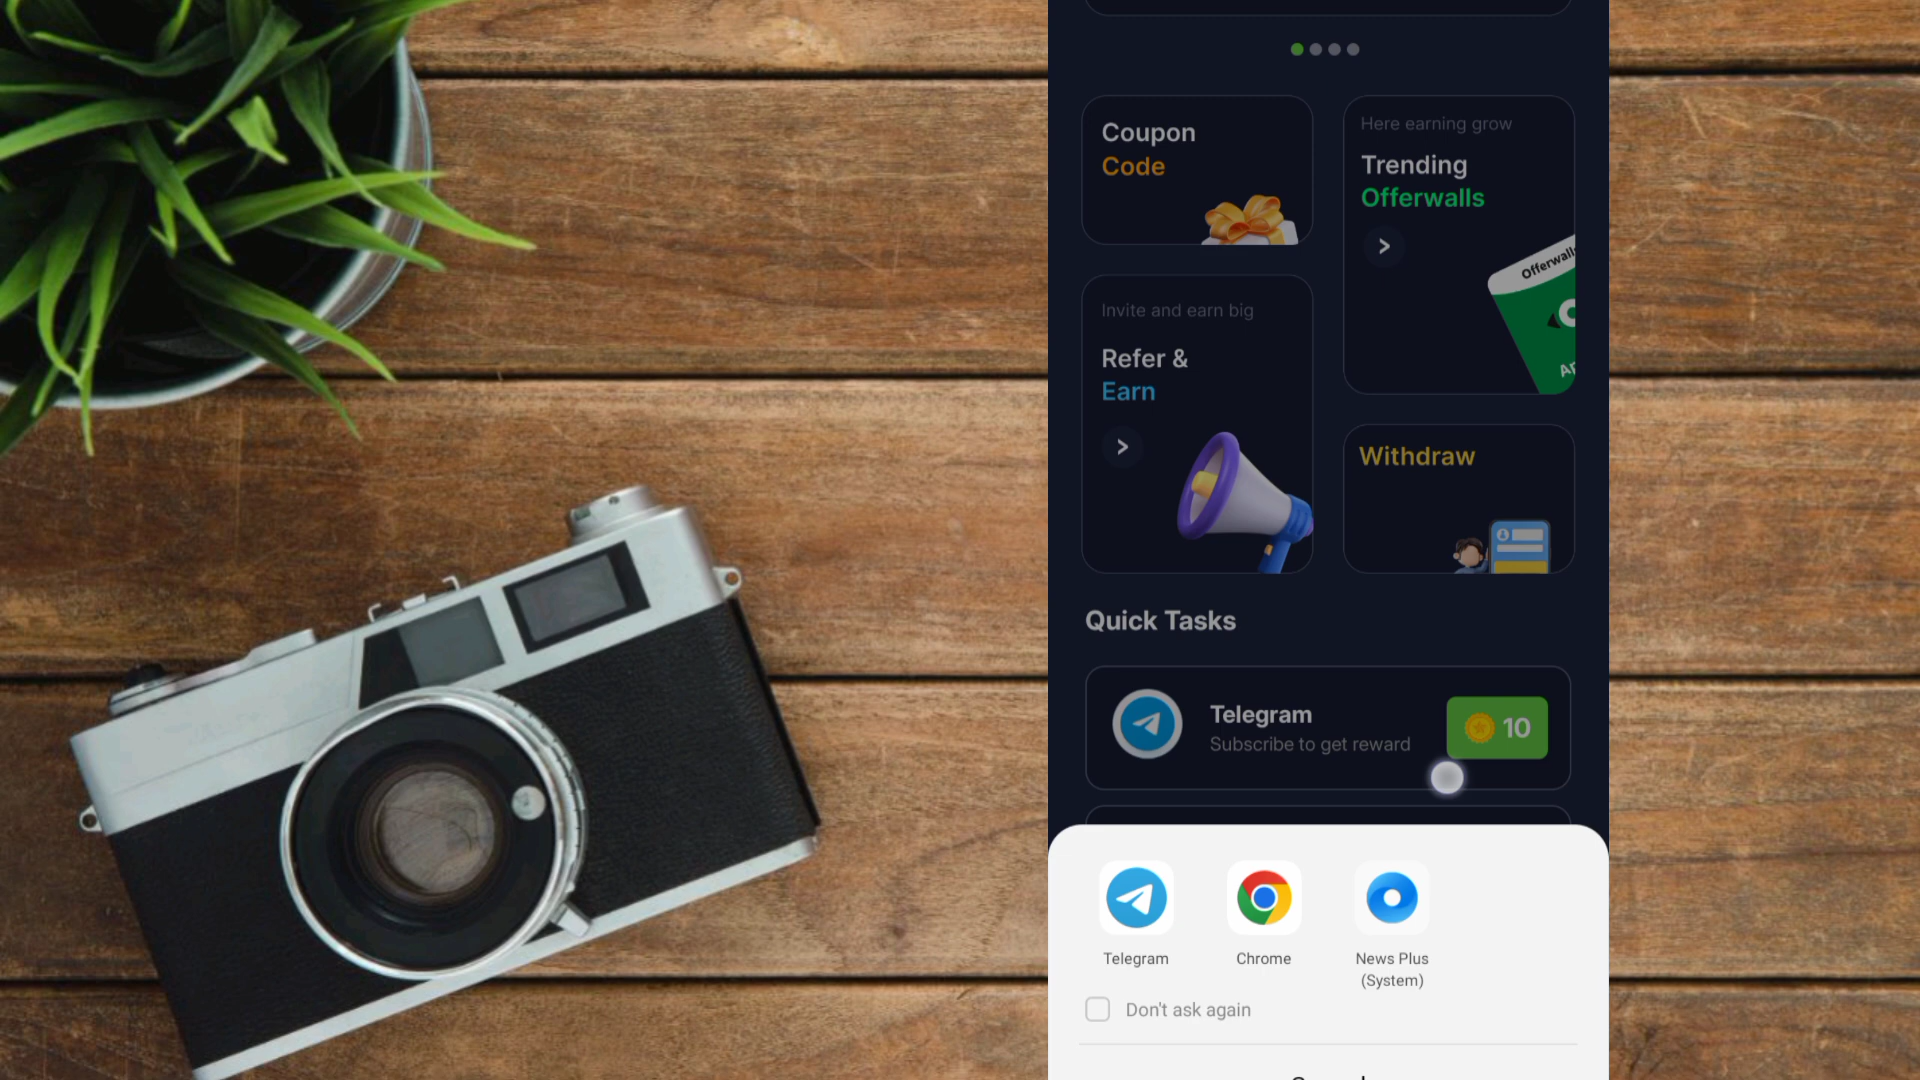 Coupon
Code
Here earning grow
Trending
Offerwalls
Offerwalls
Invite and earn big
Refer &
Earn
Withdraw
Quick Tasks
Telegram
Subscribe to get reward
10
Telegram
Chrome
News Plus
(System)
Don't ask again